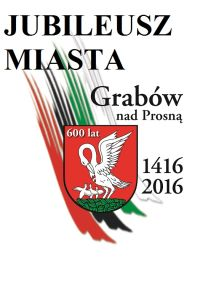 JUBILEUSZ
MIASTA
Grabów
nad Prosną
600 lat
1416
2016